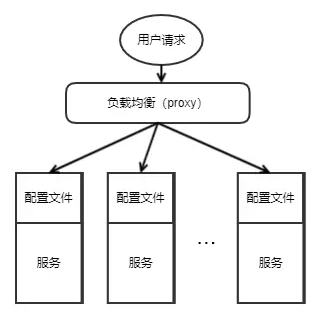 用户请求
负载均衡（proxy）
配置文件
配置文件
配置文件
服务
服务
...
服务